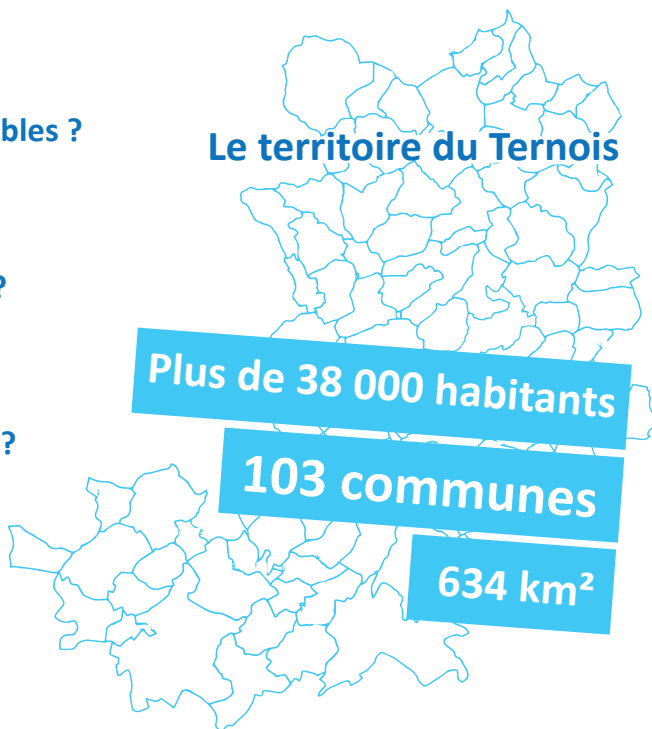 bles ?
Le territoire du Ternois
?
Plus de 38 000 habitants
?
103 communes
634 km²